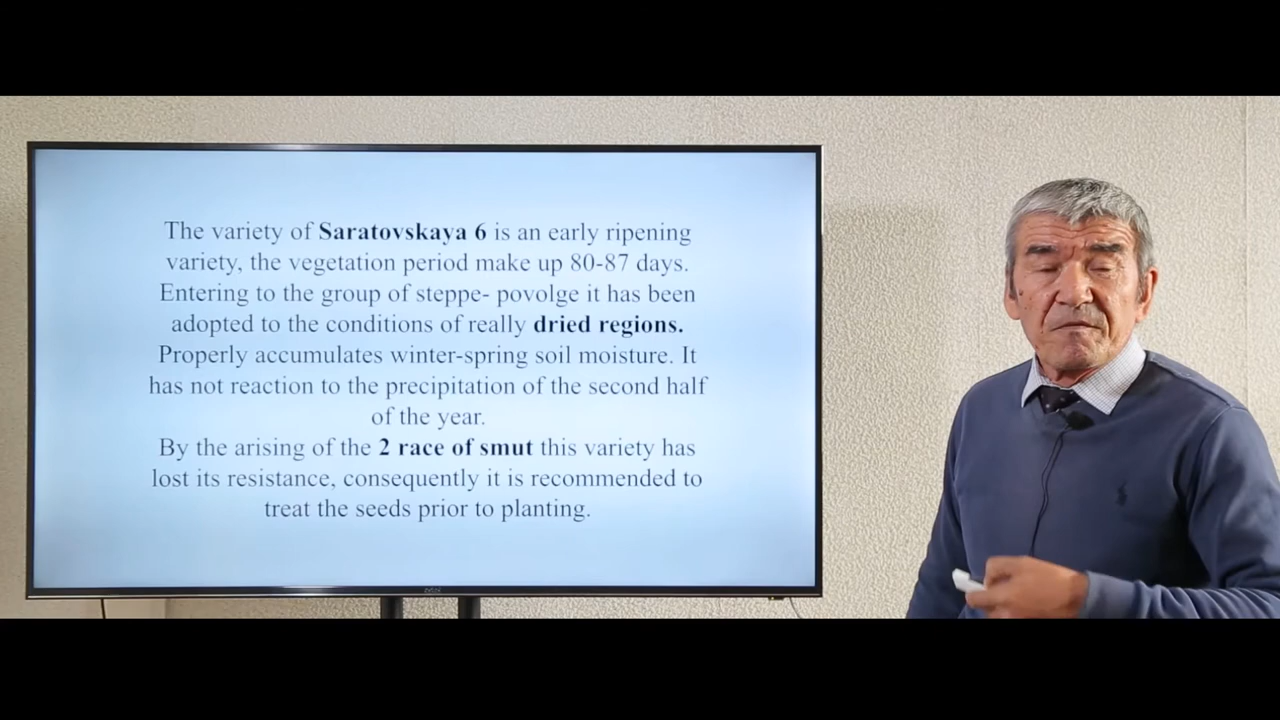 The variety of Saratovskaya 6 is an early ripening
variety, the vegetation period make up 80-87 days.
Entering to the group of steppe- povolge it has been
adopted to the conditions of really dried regions.
Properly accumulates winter-spring soil moisture. It
has not reaction to the precipitation of the second half
of the year.
By the arising of the 2 race of smut this variety has
lost its resistance, consequently it is recommended to
treat the seeds prior to planting.